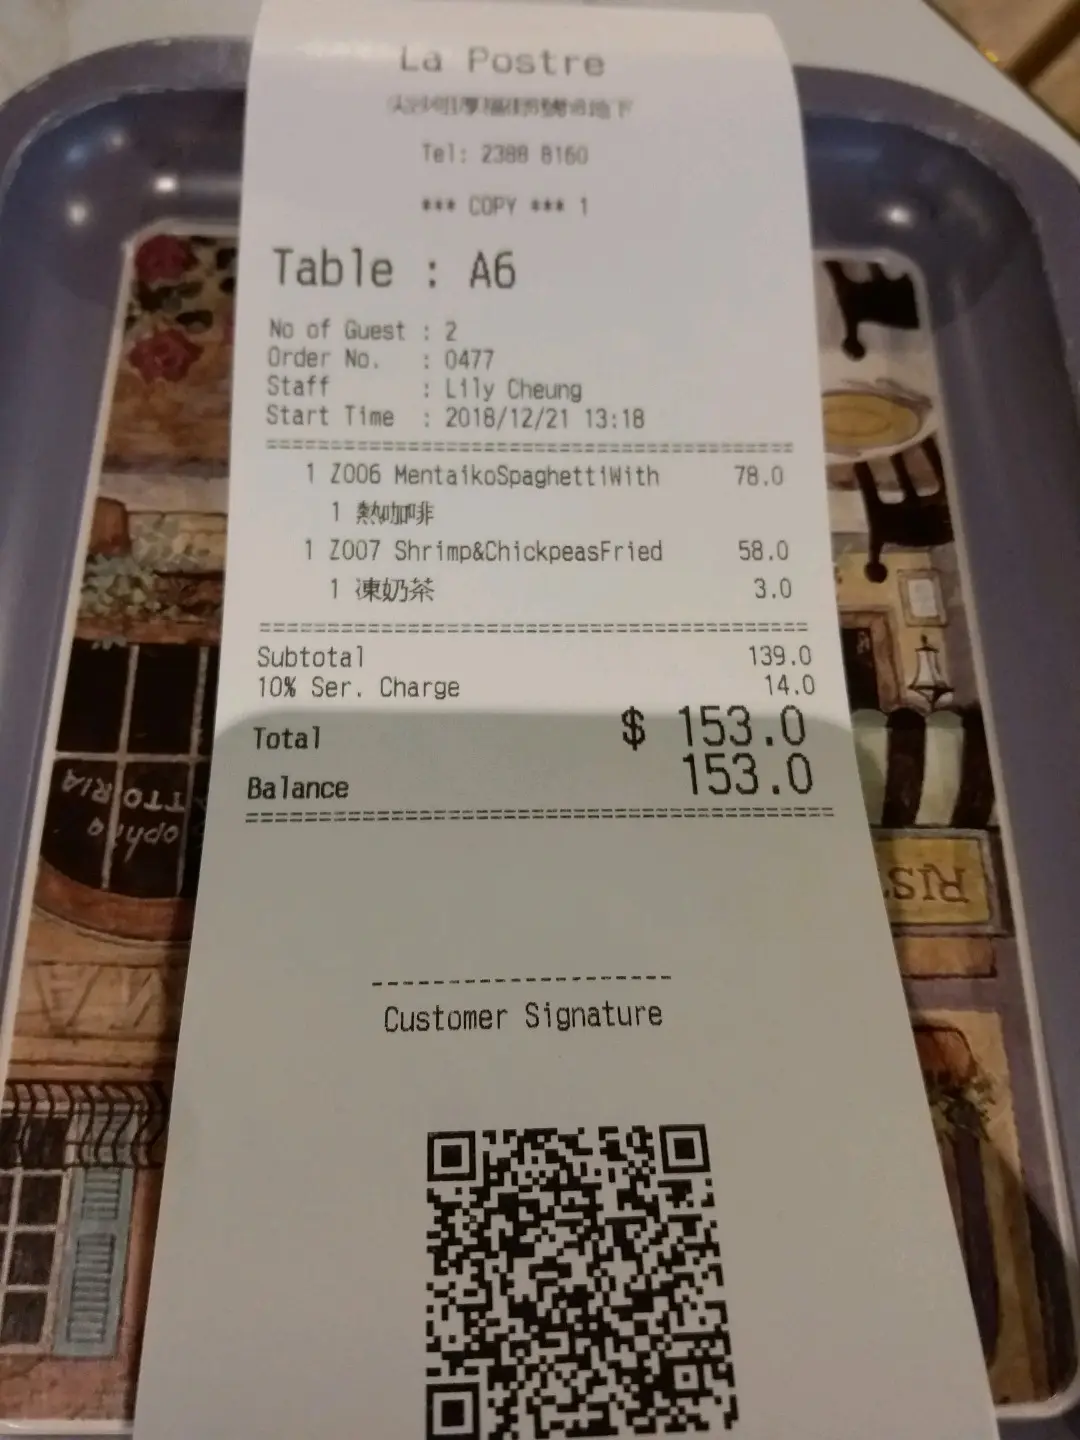 La Postre
Tel: 2388 8160
*** COPY *** 1
Table : A6
No of Guest : 2
Order No. : 0477
Staff : Lily Cheung
Start Time : 2018/12/21 13:18
1 Z006 MentaikoSpaghettiWith 78.0
1 熱咖啡
1 Z007 Shrimp&ChickpeasFried 58.0
1 凍奶茶 3.0
Subtotal 139.0
10% Ser. Charge 14.0
Total $ 153.0
Balance 153.0
Customer Signature
TTORIA
ophia
RIST